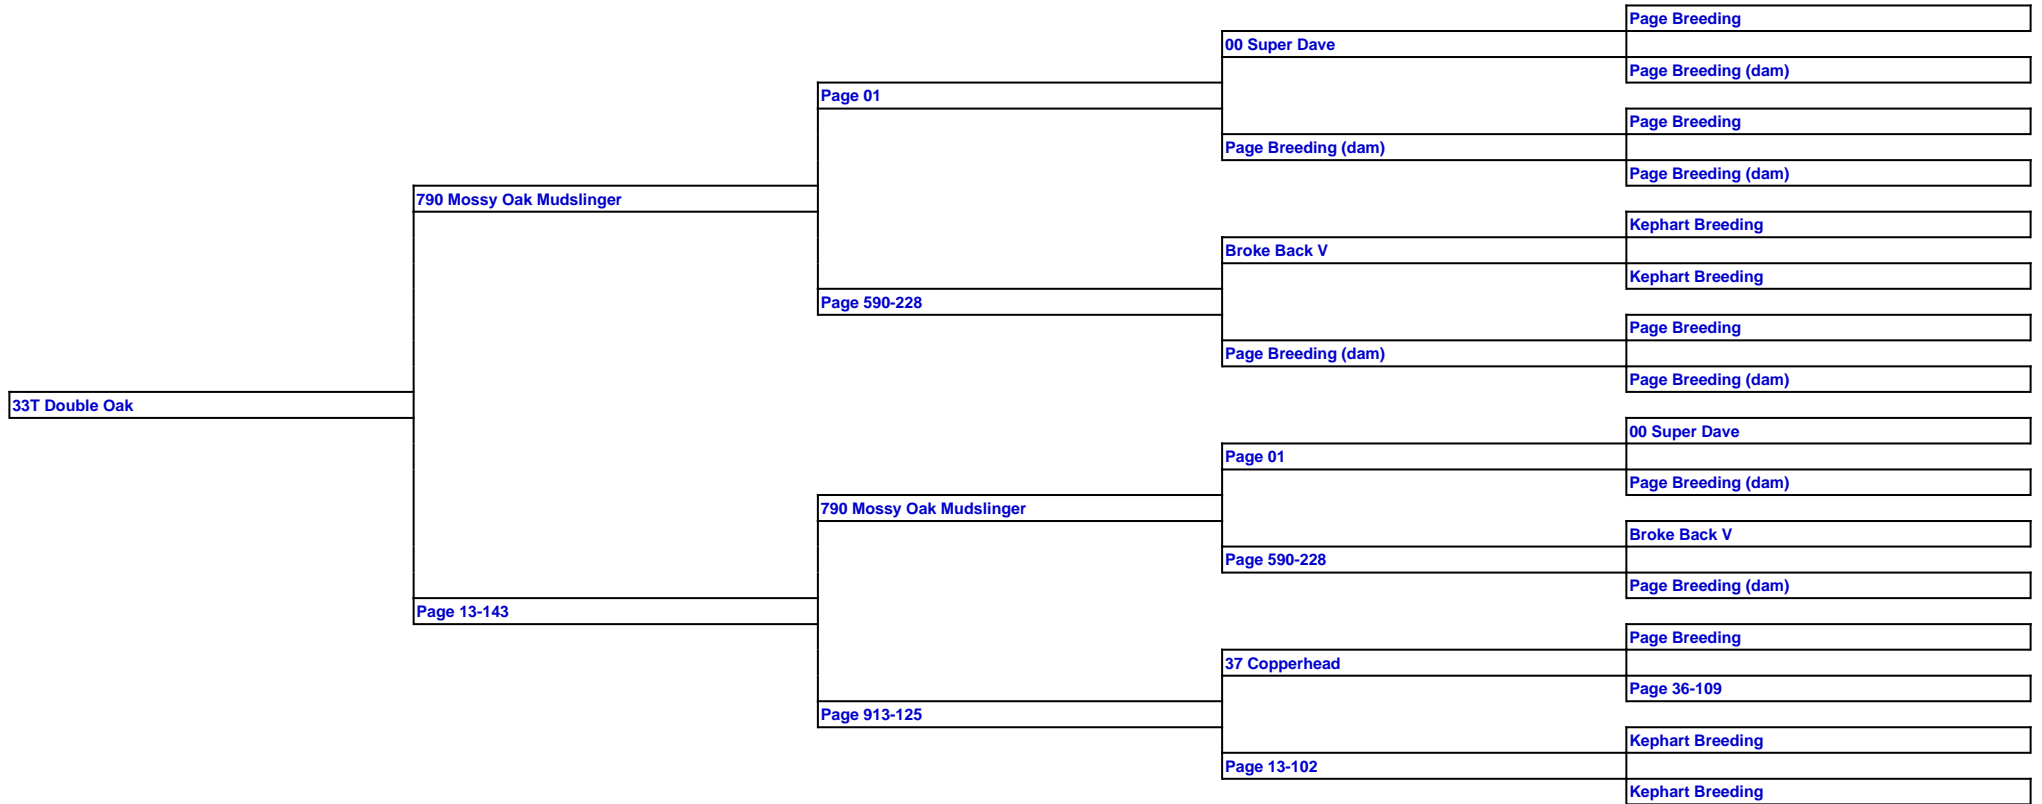 Page Breeding
00 Super Dave
Page Breeding (dam)
Page 01
Page Breeding
Page Breeding (dam)
Page Breeding (dam)
790 Mossy Oak Mudslinger
Kephart Breeding
Broke Back V
Kephart Breeding
Page 590-228
Page Breeding
Page Breeding (dam)
Page Breeding (dam)
33T Double Oak
00 Super Dave
Page 01
Page Breeding (dam)
790 Mossy Oak Mudslinger
Broke Back V
Page 590-228
Page Breeding (dam)
Page 13-143
Page Breeding
37 Copperhead
Page 36-109
Page 913-125
Kephart Breeding
Page 13-102
Kephart Breeding